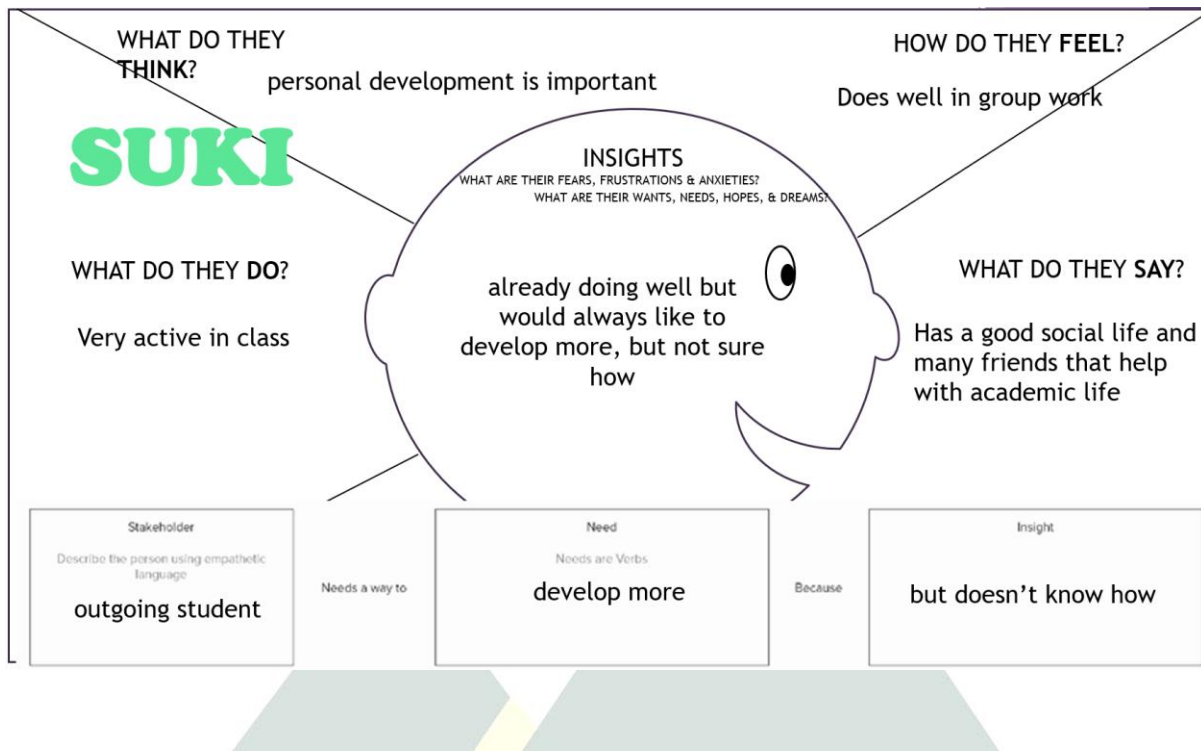 WHAT DO THEY
THINK?
personal development is important
HOW DO THEY FEEL?
Does well in group work
SUKI
INSIGHTS
WHAT ARE THEIR FEARS, FRUSTRATIONS & ANXIETIES?
WHAT ARE THEIR WANTS, NEEDS, HOPES, & DREAMS?
WHAT DO THEY DO?
Very active in class
already doing well but
would always like to
develop more, but not sure
how
WHAT DO THEY SAY?
Has a good social life and
many friends that help
with academic life
Stakeholder
Describe the person using empathetic
language
outgoing student
Needs a way to
Need
Needs are Verbs
develop more
Because
Insight
but doesn't know how